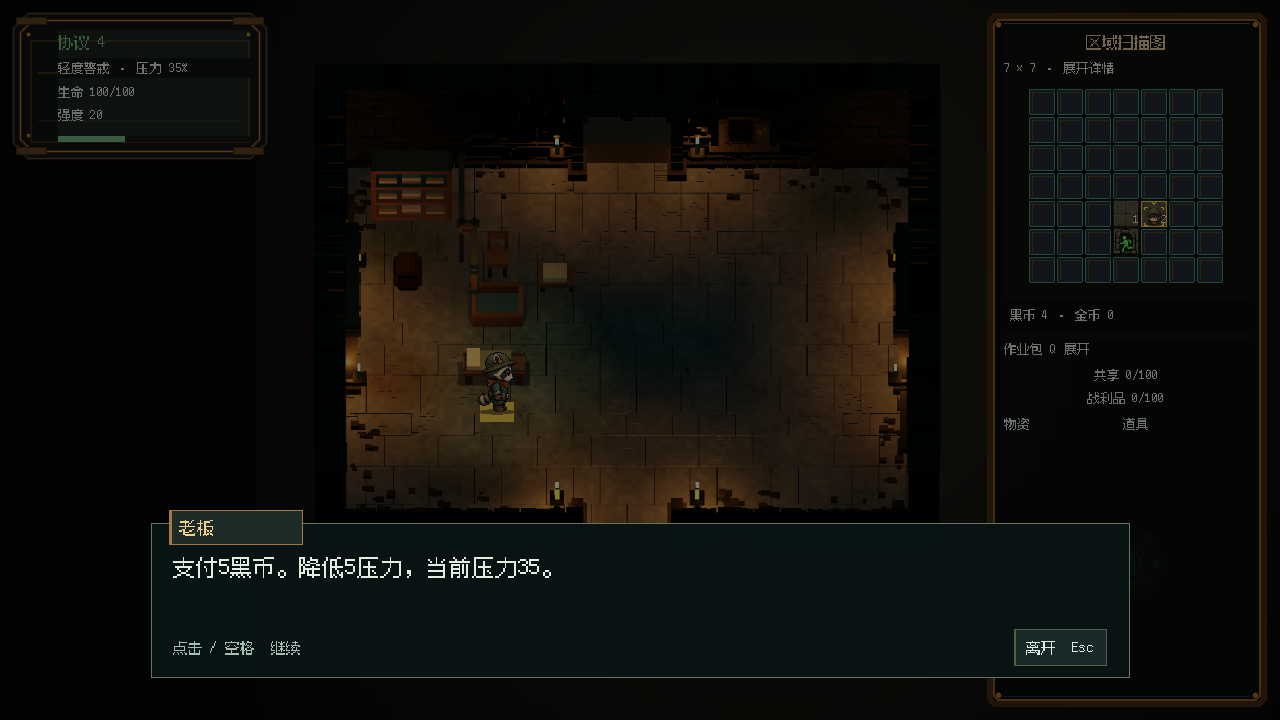 协议 4
轻度警戒 - 压力 35%
生命 100/100
强度 20
区域扫描图
7 × 7 - 展开详情
1
2
黑币 4 - 金币 0
作业包 Q 展开
共享 0/100
战利品 0/100
物资 道具
老板
支付5黑币。降低5压力，当前压力35。
点击 / 空格 继续
离开 Esc